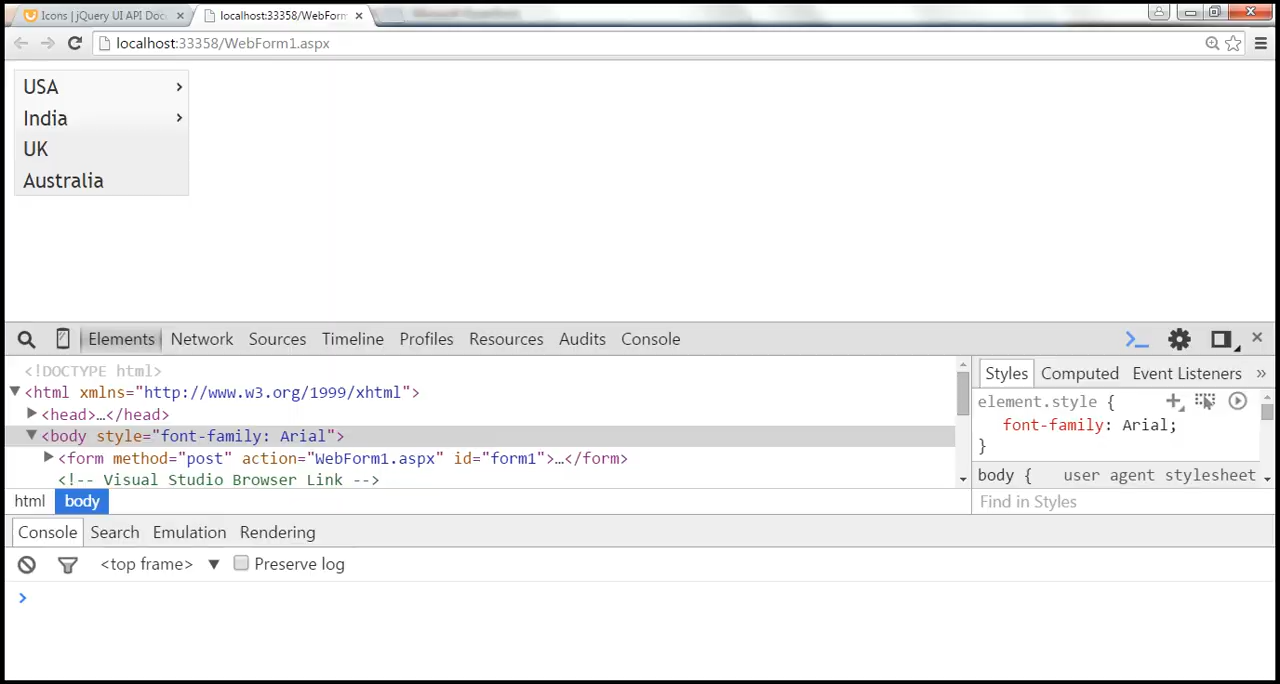 Icons | jQuery UI API Doc
localhost:33358/WebForm
localhost:33358/WebForm1.aspx
USA
India
UK
Australia
Elements Network Sources Timeline Profiles Resources Audits Console
<!DOCTYPE html>
<html xmlns="http://www.w3.org/1999/xhtml">
<head>…</head>
<body style="font-family: Arial">
<form method="post" action="WebForm1.aspx" id="form1">…</form>
<!-- Visual Studio Browser Link -->
html body
Styles Computed Event Listeners »
element.style {
font-family: Arial;
}
body { user agent stylesheet
Find in Styles
Console Search Emulation Rendering
<top frame> ▼ Preserve log